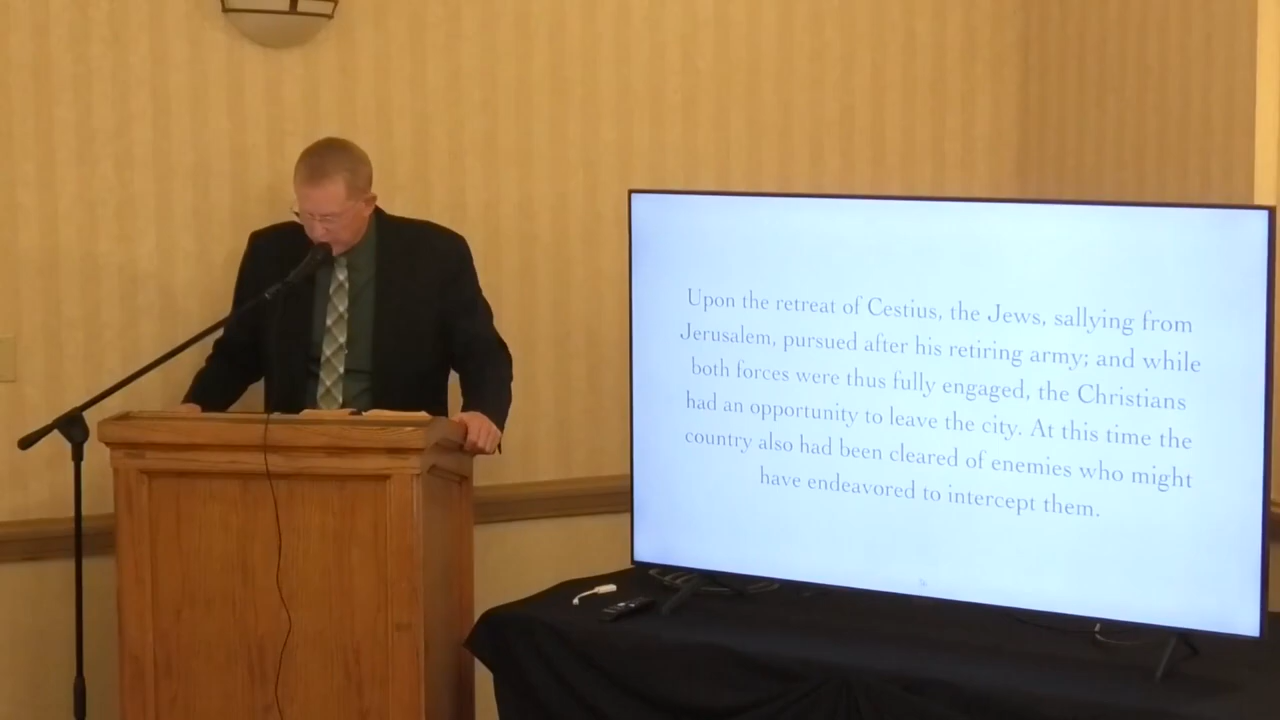 Upon the retreat of Cestius, the Jews, sallying from
Jerusalem, pursued after his retiring army; and while
both forces were thus fully engaged, the Christians
had an opportunity to leave the city. At this time the
country also had been cleared of enemies who might
have endeavored to intercept them.